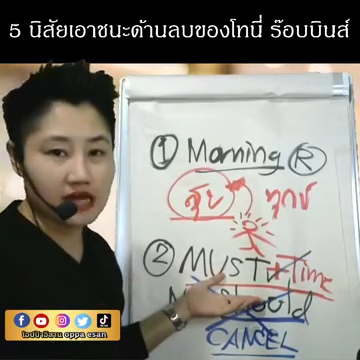 5 นิสัยเอาชนะด้านลบของโทนี่ ร๊อบบินส์
① Morning Ⓡ
สุข ทุกข์
② MUST Time
Should
CANCEL
โอปป้าอีสาน oppa esan